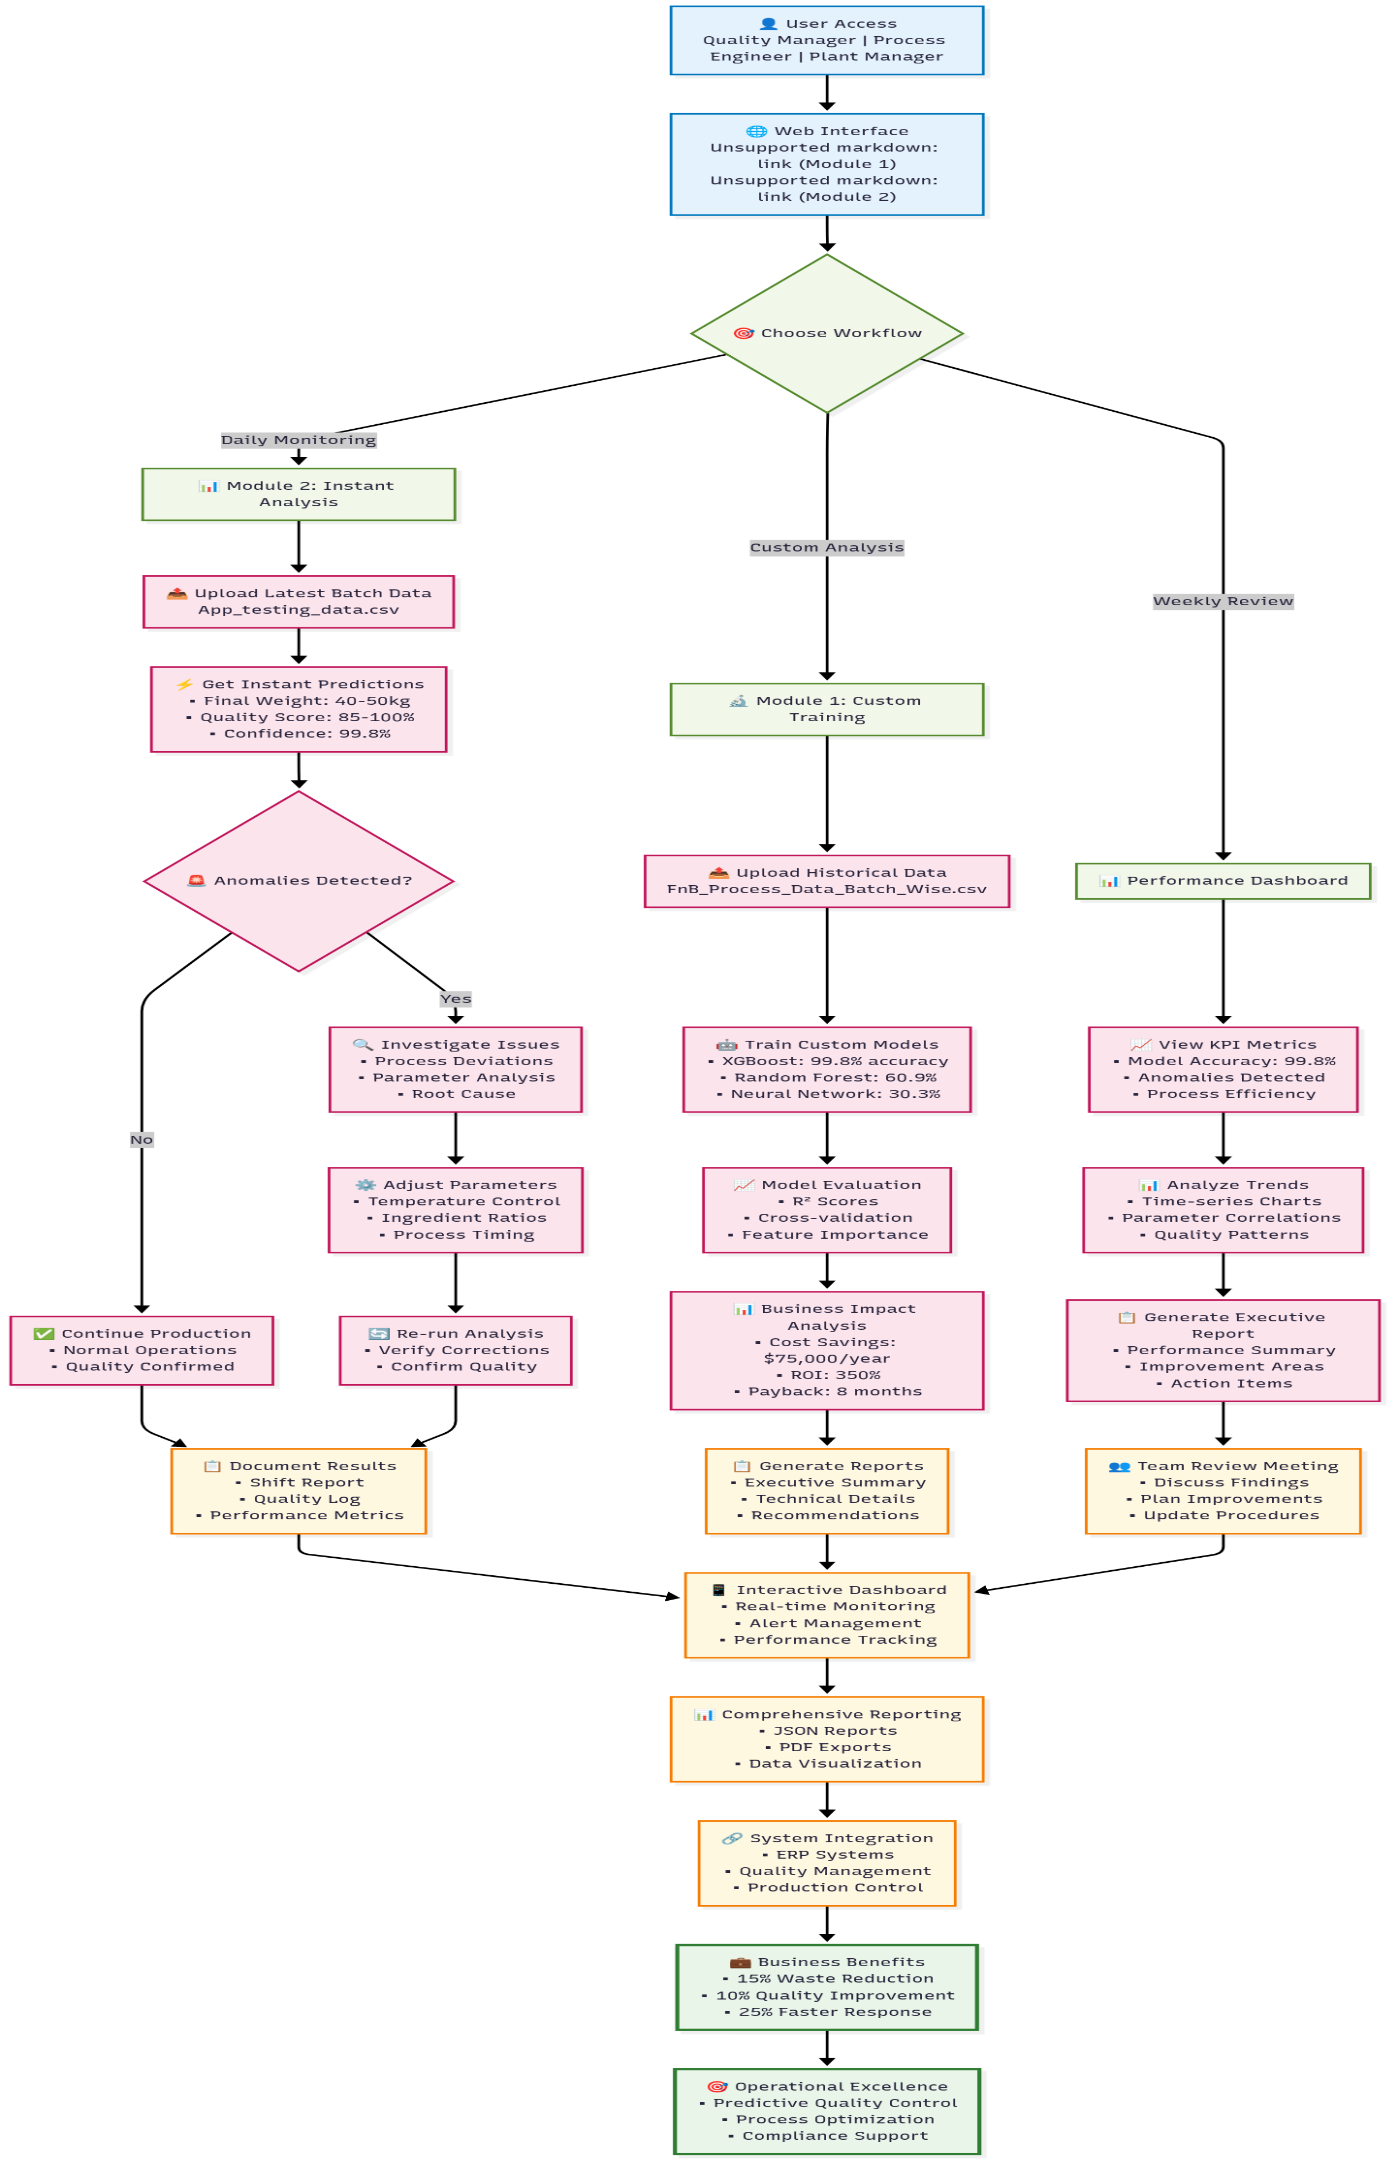 👤 User Access
Quality Manager | Process
Engineer | Plant Manager
🌐 Web Interface
Unsupported markdown:
link (Module 1)
Unsupported markdown:
link (Module 2)
🎯 Choose Workflow
Daily Monitoring
📊 Module 2: Instant
Analysis
Custom Analysis
Weekly Review
📤 Upload Latest Batch Data
App_testing_data.csv
⚡ Get Instant Predictions
▪ Final Weight: 40-50kg
▪ Quality Score: 85-100%
▪ Confidence: 99.8%
🔬 Module 1: Custom
Training
🚨 Anomalies Detected?
📤 Upload Historical Data
FnB_Process_Data_Batch_Wise.csv
📊 Performance Dashboard
Yes
No
🔍 Investigate Issues
▪ Process Deviations
▪ Parameter Analysis
▪ Root Cause
🤖 Train Custom Models
▪ XGBoost: 99.8% accuracy
▪ Random Forest: 60.9%
▪ Neural Network: 30.3%
📈 View KPI Metrics
▪ Model Accuracy: 99.8%
▪ Anomalies Detected
▪ Process Efficiency
⚙️ Adjust Parameters
▪ Temperature Control
▪ Ingredient Ratios
▪ Process Timing
📈 Model Evaluation
▪ R² Scores
▪ Cross-validation
▪ Feature Importance
📊 Analyze Trends
▪ Time-series Charts
▪ Parameter Correlations
▪ Quality Patterns
✅ Continue Production
▪ Normal Operations
▪ Quality Confirmed
🔄 Re-run Analysis
▪ Verify Corrections
▪ Confirm Quality
📊 Business Impact
Analysis
▪ Cost Savings:
$75,000/year
▪ ROI: 350%
▪ Payback: 8 months
📋 Generate Executive
Report
▪ Performance Summary
▪ Improvement Areas
▪ Action Items
📋 Document Results
▪ Shift Report
▪ Quality Log
▪ Performance Metrics
📋 Generate Reports
▪ Executive Summary
▪ Technical Details
▪ Recommendations
👥 Team Review Meeting
▪ Discuss Findings
▪ Plan Improvements
▪ Update Procedures
📱 Interactive Dashboard
▪ Real-time Monitoring
▪ Alert Management
▪ Performance Tracking
📊 Comprehensive Reporting
▪ JSON Reports
▪ PDF Exports
▪ Data Visualization
🔗 System Integration
▪ ERP Systems
▪ Quality Management
▪ Production Control
💼 Business Benefits
▪ 15% Waste Reduction
▪ 10% Quality Improvement
▪ 25% Faster Response
🎯 Operational Excellence
▪ Predictive Quality Control
▪ Process Optimization
▪ Compliance Support